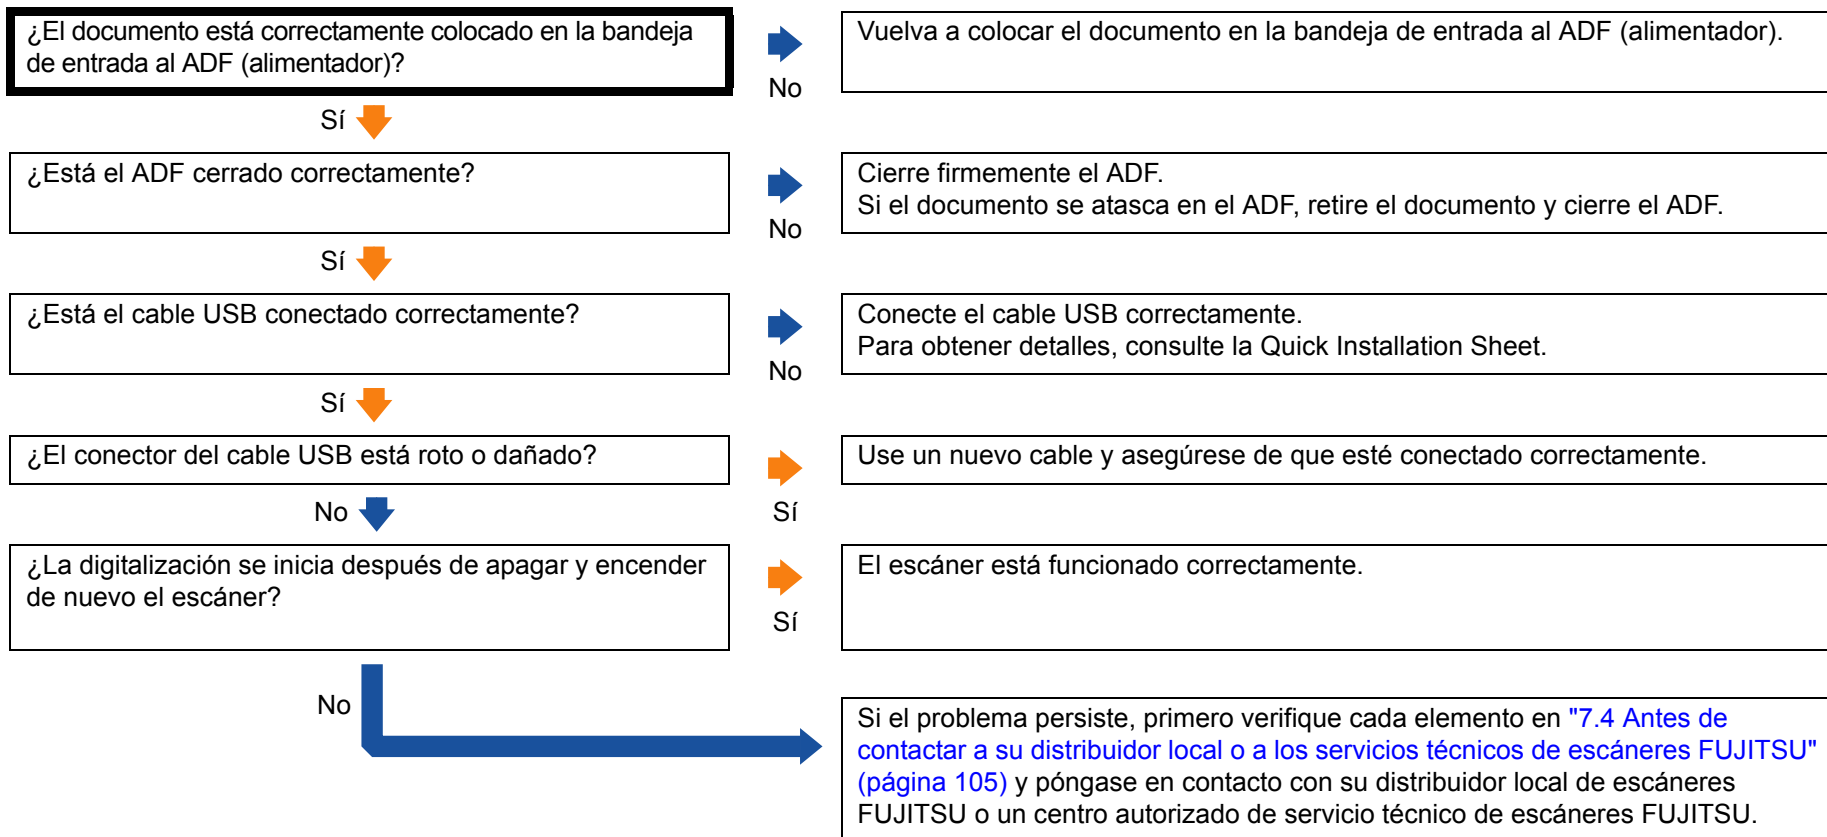 ¿El documento está correctamente colocado en la bandeja
de entrada al ADF (alimentador)?
No
Vuelva a colocar el documento en la bandeja de entrada al ADF (alimentador).
Sí
¿Está el ADF cerrado correctamente?
No
Cierre firmemente el ADF.
Si el documento se atasca en el ADF, retire el documento y cierre el ADF.
Sí
¿Está el cable USB conectado correctamente?
No
Conecte el cable USB correctamente.
Para obtener detalles, consulte la Quick Installation Sheet.
Sí
¿El conector del cable USB está roto o dañado?
Sí
Use un nuevo cable y asegúrese de que esté conectado correctamente.
No
¿La digitalización se inicia después de apagar y encender
de nuevo el escáner?
Sí
El escáner está funcionado correctamente.
No
Si el problema persiste, primero verifique cada elemento en "7.4 Antes de
contactar a su distribuidor local o a los servicios técnicos de escáneres FUJITSU"
(página 105) y póngase en contacto con su distribuidor local de escáneres
FUJITSU o un centro autorizado de servicio técnico de escáneres FUJITSU.